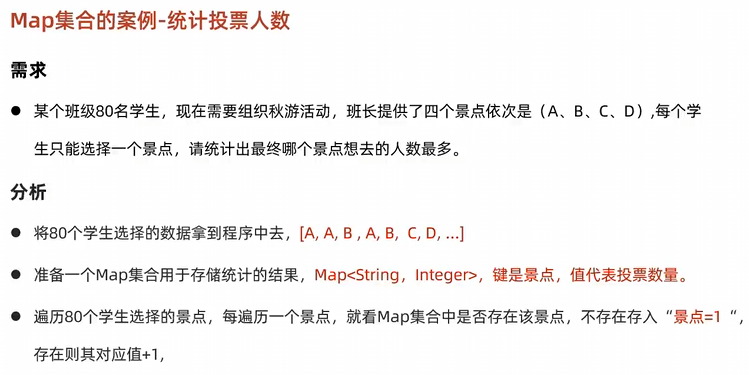 Map集合的案例-统计投票人数
需求
● 某个班级80名学生，现在需要组织秋游活动，班长提供了四个景点依次是（A、B、C、D）,每个学
生只能选择一个景点，请统计出最终哪个景点想去的人数最多。
分析
● 将80个学生选择的数据拿到程序中去，[A, A, B , A, B, C, D, ...]
● 准备一个Map集合用于存储统计的结果，Map<String，Integer>，键是景点，值代表投票数量。
● 遍历80个学生选择的景点，每遍历一个景点，就看Map集合中是否存在该景点，不存在存入“景点=1 “，
存在则其对应值+1，